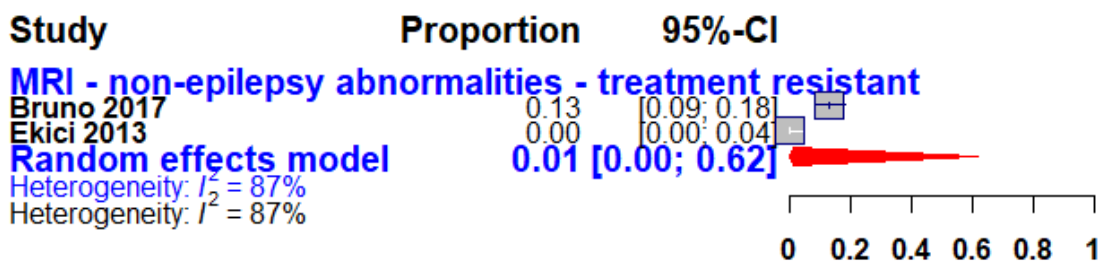 Study Proportion 95%-CI
MRI - non-epilepsy abnormalities - treatment resistant
Bruno 2017 0.13 [0.09; 0.18]
Ekici 2013 0.00 [0.00; 0.04]
Random effects model 0.01 [0.00; 0.62]
Heterogeneity: I² = 87%
Heterogeneity: I² = 87%
0 0.2 0.4 0.6 0.8 1